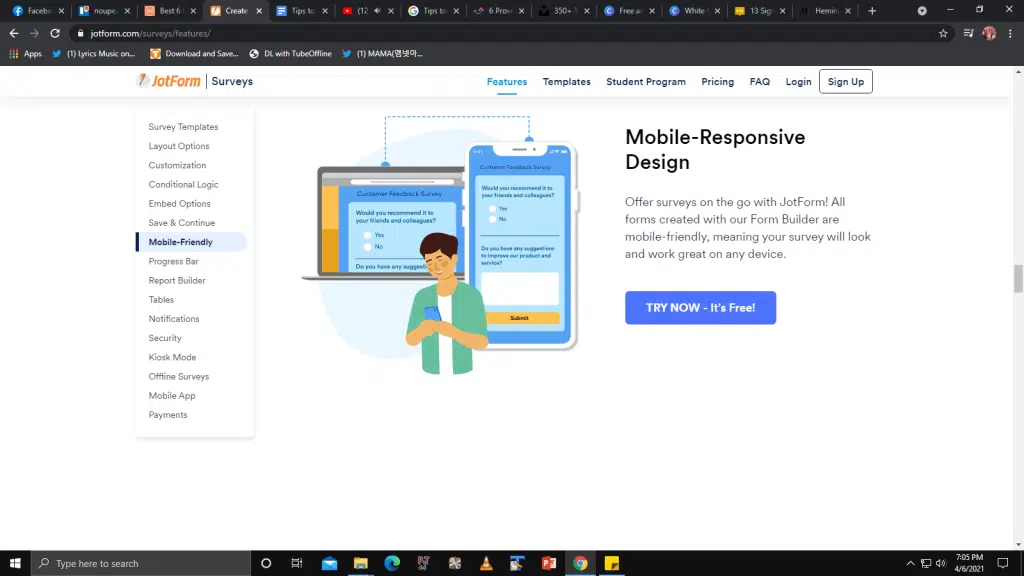 Facebo
noupe.
Best 6
Create
Tips to
(12
Tips to
6 Prov
350+ T
Free an
White
13 Sign
Hemin
jotform.com/surveys/features/
Apps
(1) Lyrics Music on...
Download and Save...
DL with TubeOffline
(1) MAMA(엠넷아...
JotForm Surveys
Features
Templates
Student Program
Pricing
FAQ
Login
Sign Up
Survey Templates
Layout Options
Customization
Conditional Logic
Embed Options
Save & Continue
Mobile-Friendly
Progress Bar
Report Builder
Tables
Notifications
Security
Kiosk Mode
Offline Surveys
Mobile App
Payments
Customer Feedback Survey
Would you recommend it to
your friends and colleagues?
Yes
No
Do you have any suggesti
9:41
Customer Feedback Survey
Would you recommend it to
your friends and colleagues?
Yes
No
Do you have any suggestions
to improve our product and
service?
Submit
Mobile-Responsive
Design
Offer surveys on the go with JotForm! All
forms created with our Form Builder are
mobile-friendly, meaning your survey will look
and work great on any device.
TRY NOW - It's Free!
Type here to search
7:05 PM
4/6/2021